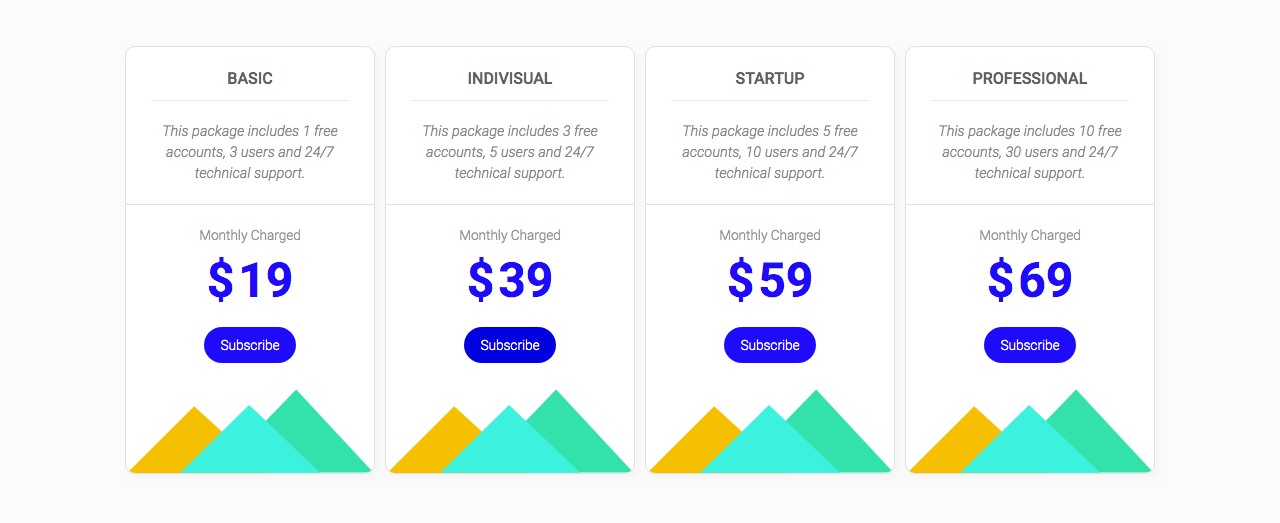 BASIC
This package includes 1 free
accounts, 3 users and 24/7
technical support.
Monthly Charged
$19
Subscribe
INDIVISUAL
This package includes 3 free
accounts, 5 users and 24/7
technical support.
Monthly Charged
$39
Subscribe
STARTUP
This package includes 5 free
accounts, 10 users and 24/7
technical support.
Monthly Charged
$59
Subscribe
PROFESSIONAL
This package includes 10 free
accounts, 30 users and 24/7
technical support.
Monthly Charged
$69
Subscribe